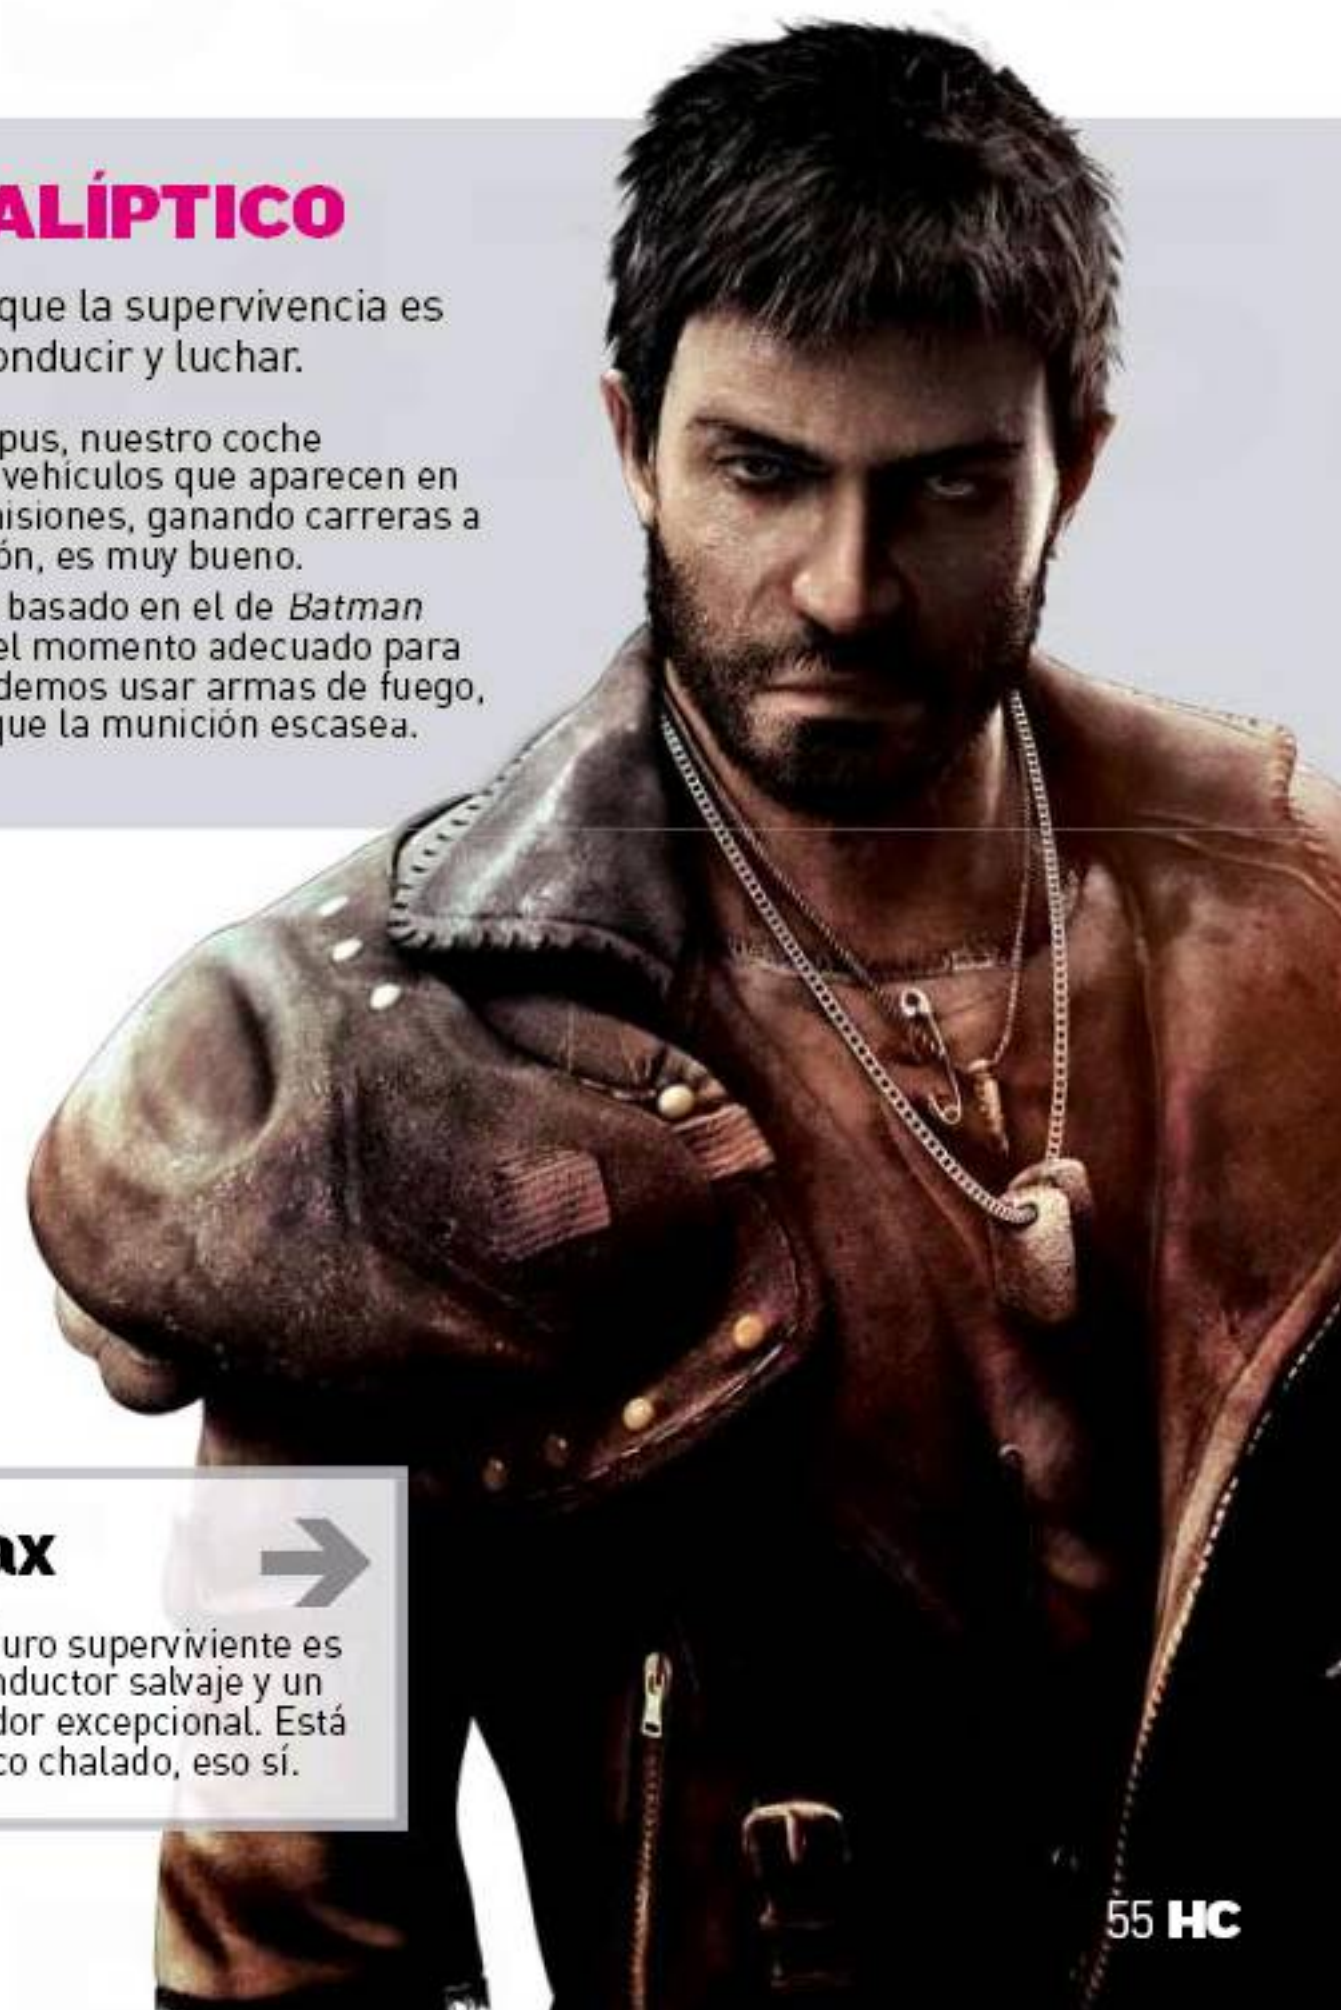 ALÍPTICO
que la supervivencia es
onducir y luchar.
pus, nuestro coche
vehículos que aparecen en
misiones, ganando carreras a
ón, es muy bueno.
basado en el de Batman
el momento adecuado para
demos usar armas de fuego,
que la munición escasea.
ax
uro superviviente es
nductor salvaje y un
dor excepcional. Está
co chalado, eso sí.
55 HC